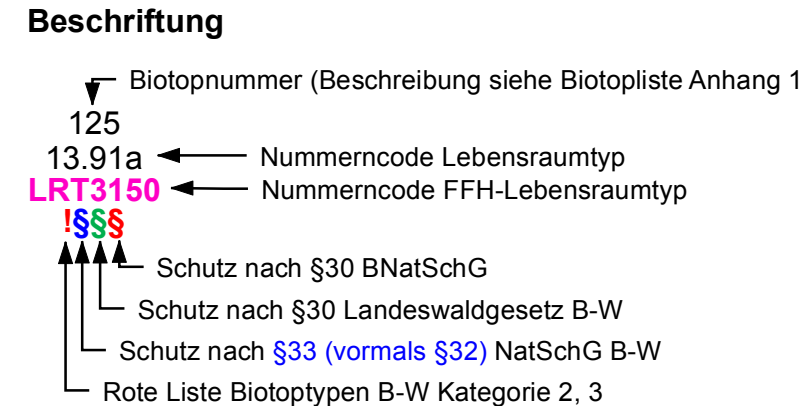 Beschriftung
Biotopnummer (Beschreibung siehe Biotopliste Anhang 1
125
13.91a Nummerncode Lebensraumtyp
LRT3150 Nummerncode FFH-Lebensraumtyp
!§§§
Schutz nach §30 BNatSchG
Schutz nach §30 Landeswaldgesetz B-W
Schutz nach §33 (vormals §32) NatSchG B-W
Rote Liste Biotoptypen B-W Kategorie 2, 3